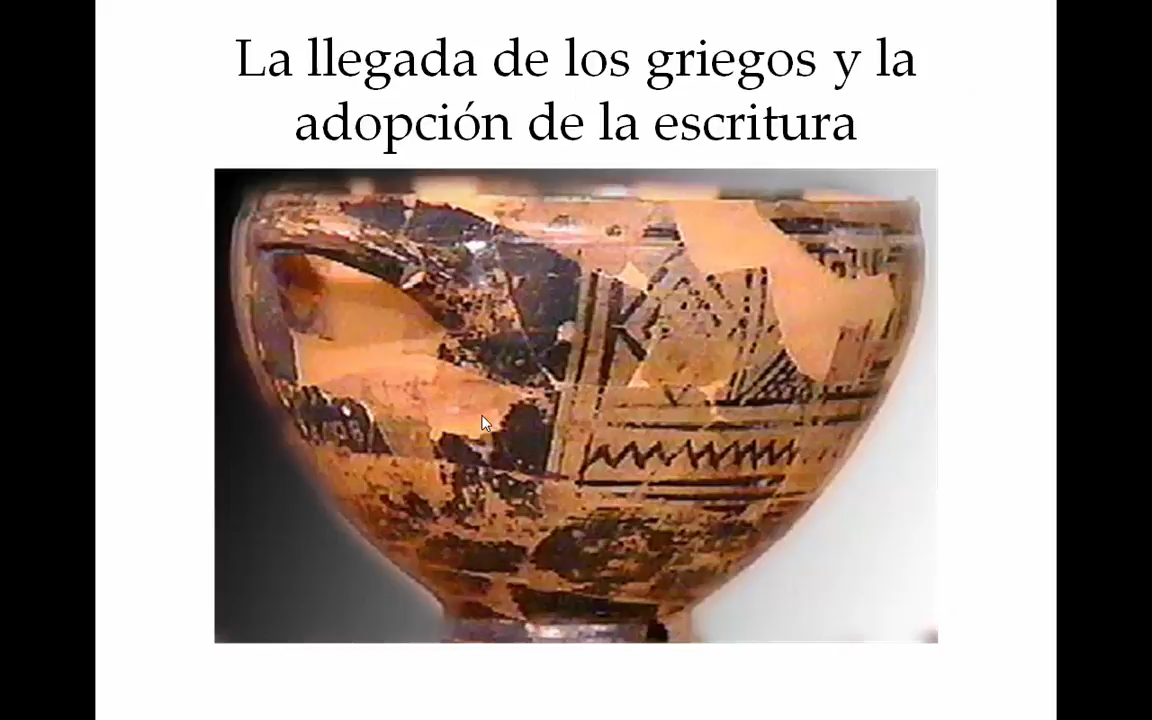 La llegada de los griegos y la
adopción de la escritura